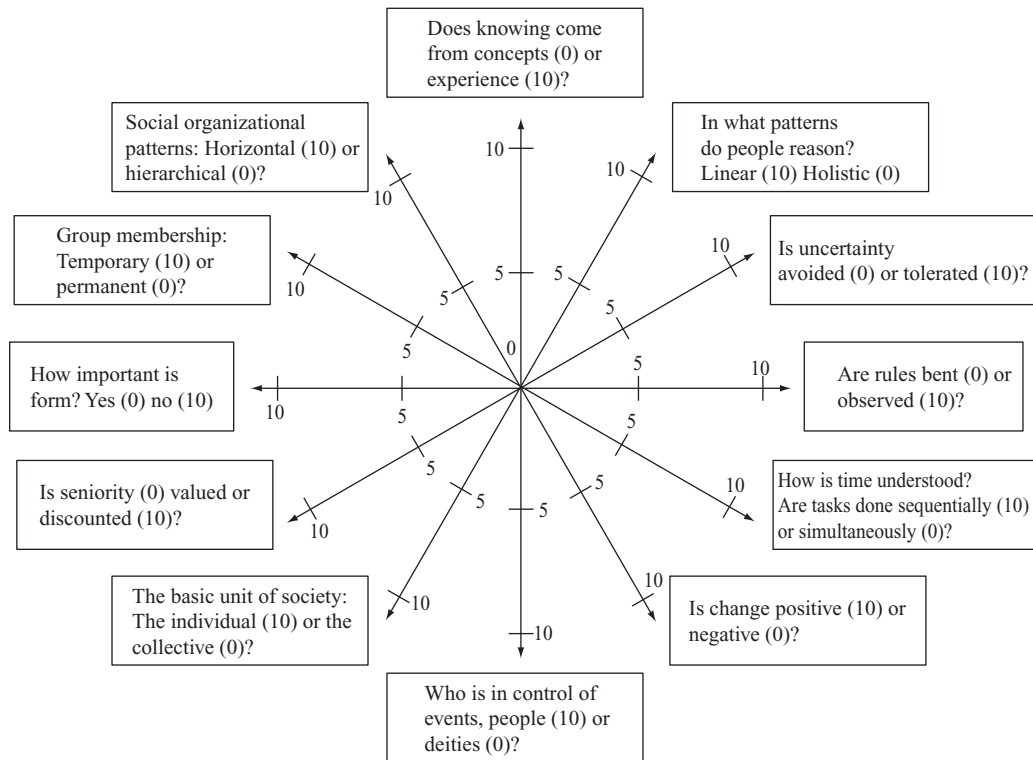 Does knowing come
from concepts (0) or
experience (10)?
In what patterns
do people reason?
Linear (10) Holistic (0)
Is uncertainty
avoided (0) or tolerated (10)?
Are rules bent (0) or
observed (10)?
How is time understood?
Are tasks done sequentially (10)
or simultaneously (0)?
Is change positive (10) or
negative (0)?
Who is in control of
events, people (10) or
deities (0)?
The basic unit of society:
The individual (10) or the
collective (0)?
Is seniority (0) valued or
discounted (10)?
How important is
form? Yes (0) no (10)
Group membership:
Temporary (10) or
permanent (0)?
Social organizational
patterns: Horizontal (10) or
hierarchical (0)?
10
5
10
5
10
5
10
5
10
5
10
5
10
5
10
5
10
5
10
5
10
5
10
5
0